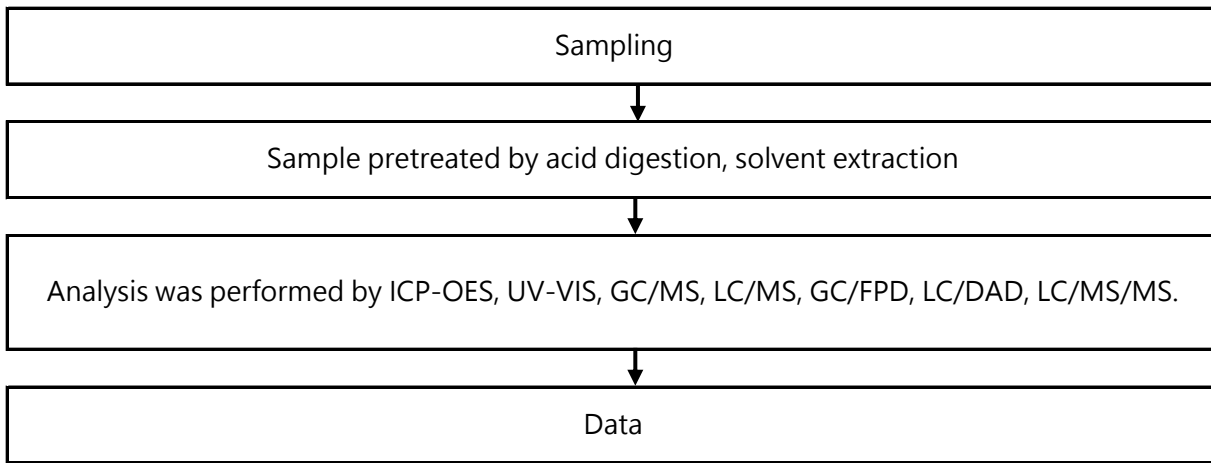 Sampling
Sample pretreated by acid digestion, solvent extraction
Analysis was performed by ICP-OES, UV-VIS, GC/MS, LC/MS, GC/FPD, LC/DAD, LC/MS/MS.
Data